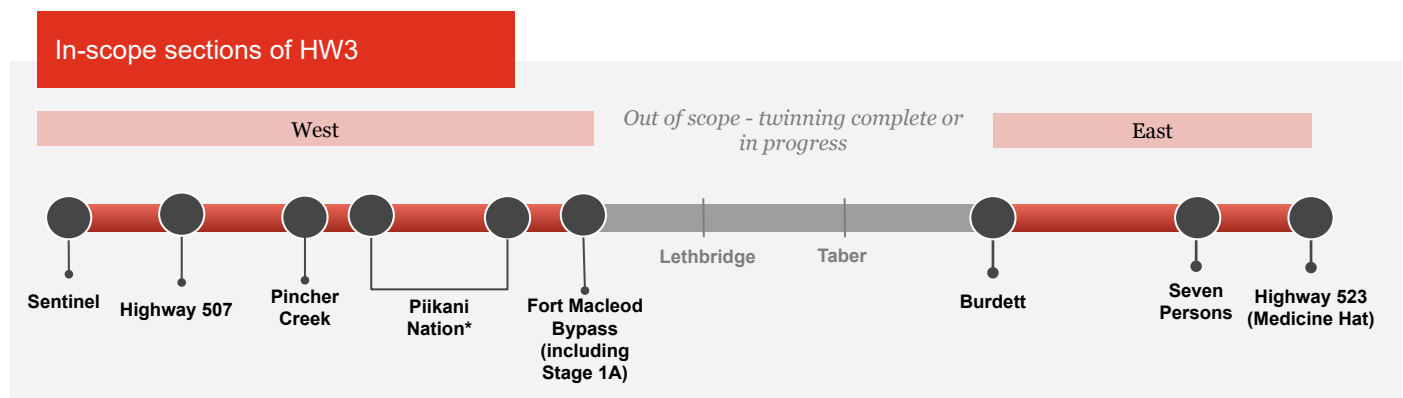 In-scope sections of HW3
West
Out of scope - twinning complete or
in progress
East
Lethbridge
Taber
Sentinel
Highway 507
Pincher
Creek
Piikani
Nation*
Fort Macleod
Bypass
(including
Stage 1A)
Burdett
Seven
Persons
Highway 523
(Medicine Hat)